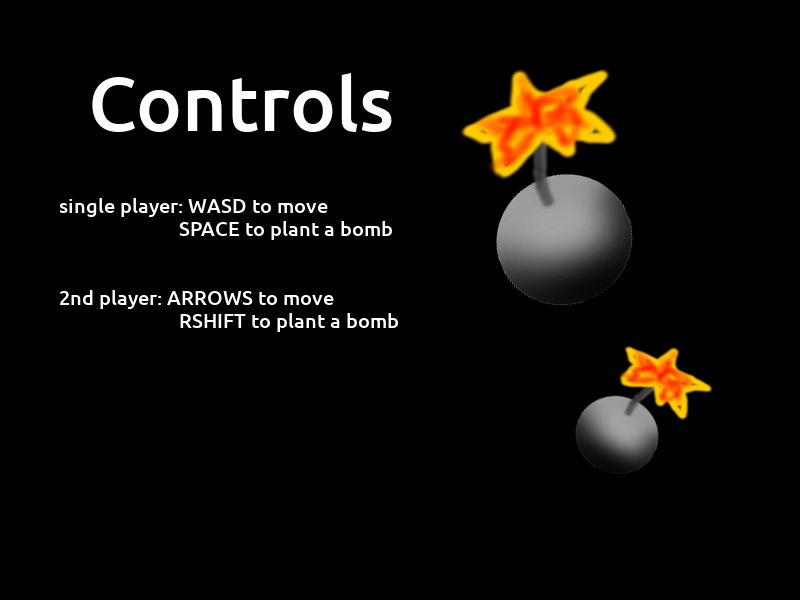 Controls
single player: WASD to move
SPACE to plant a bomb
2nd player: ARROWS to move
RSHIFT to plant a bomb